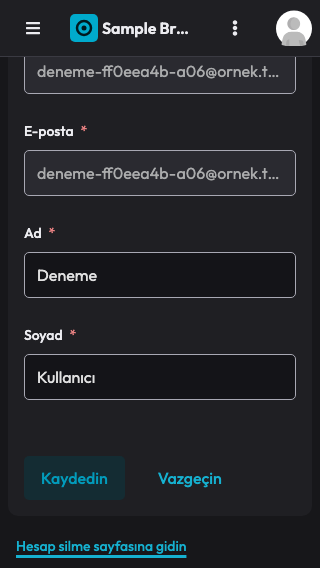 Sample Br...
deneme-ff0eea4b-a06@ornek.t...
E-posta *
deneme-ff0eea4b-a06@ornek.t...
Ad *
Deneme
Soyad *
Kullanıcı
Kaydedin
Vazgeçin
Hesap silme sayfasına gidin